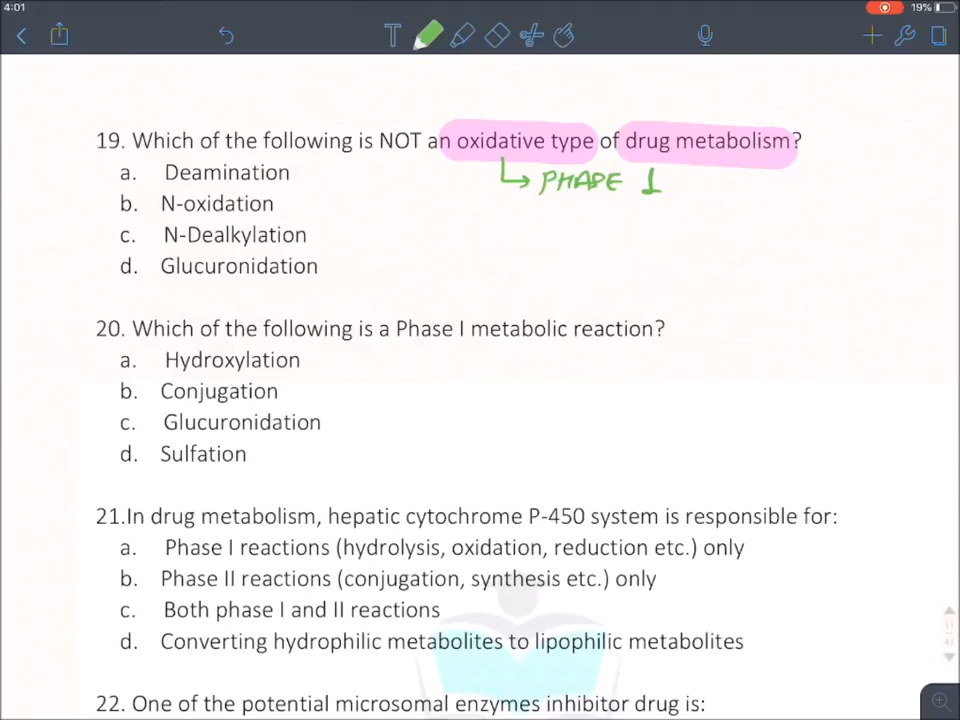 4:01
19%
T
19. Which of the following is NOT an oxidative type of drug metabolism?
PHAPE 1
a. Deamination
b. N-oxidation
c. N-Dealkylation
d. Glucuronidation
20. Which of the following is a Phase I metabolic reaction?
a. Hydroxylation
b. Conjugation
c. Glucuronidation
d. Sulfation
21.In drug metabolism, hepatic cytochrome P-450 system is responsible for:
a. Phase I reactions (hydrolysis, oxidation, reduction etc.) only
b. Phase II reactions (conjugation, synthesis etc.) only
c. Both phase I and II reactions
d. Converting hydrophilic metabolites to lipophilic metabolites
22. One of the potential microsomal enzymes inhibitor drug is: